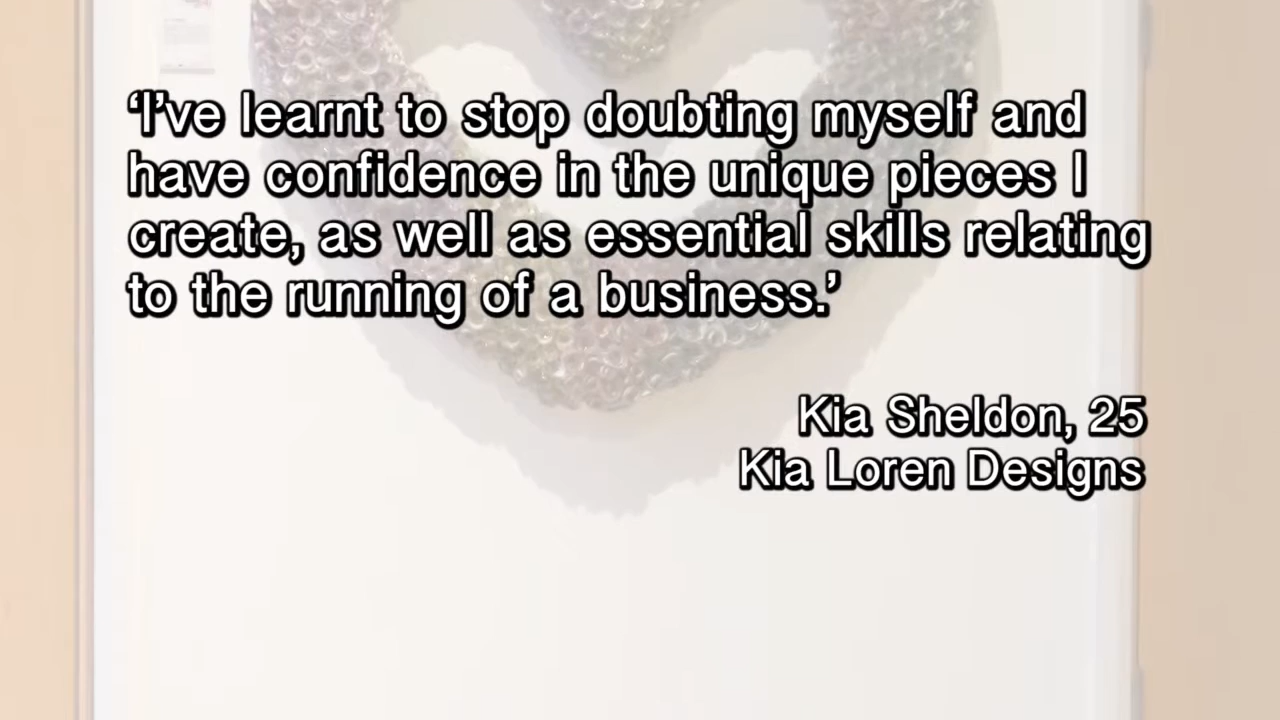 ‘I’ve learnt to stop doubting myself and
have confidence in the unique pieces I
create, as well as essential skills relating
to the running of a business.’
Kia Sheldon, 25
Kia Loren Designs